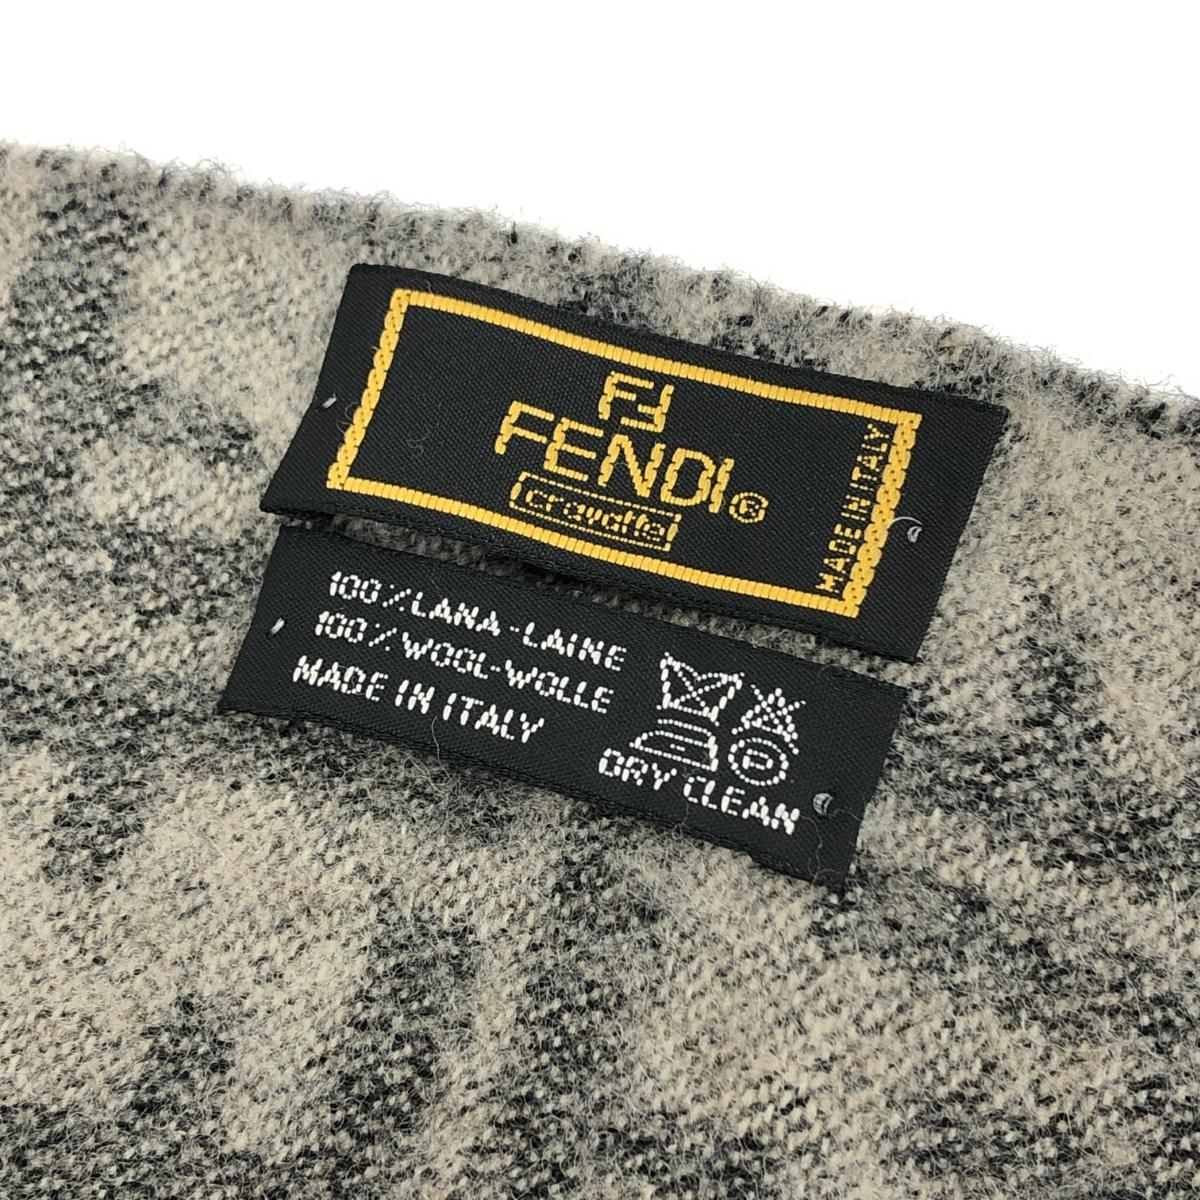 FF
FENDI®
cravatte
MADE IN ITALY
100%LANA-LAINE
100%WOOL-WOLLE
MADE IN ITALY
P
DRY CLEAN